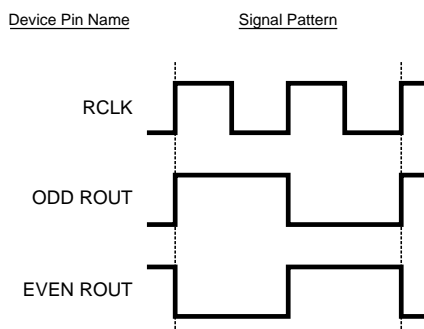 Device Pin Name Signal Pattern
RCLK
ODD ROUT
EVEN ROUT